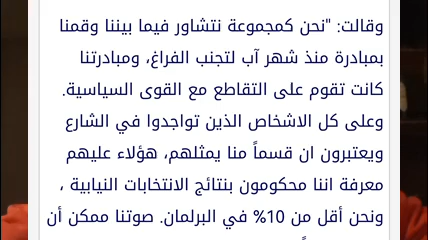 وقالت: "نحن كمجموعة نتشاور فيما بيننا وقمنا
بمبادرة منذ شهر آب لتجنب الفراغ، ومبادرتنا
كانت تقوم على التقاطع مع القوى السياسية.
وعلى كل الاشخاص الذين تواجدوا في الشارع
ويعتبرون ان قسماً منا يمثلهم، هؤلاء عليهم
معرفة اننا محكومون بنتائج الانتخابات النيابية ،
ونحن أقل من 10% في البرلمان. صوتنا ممكن أن